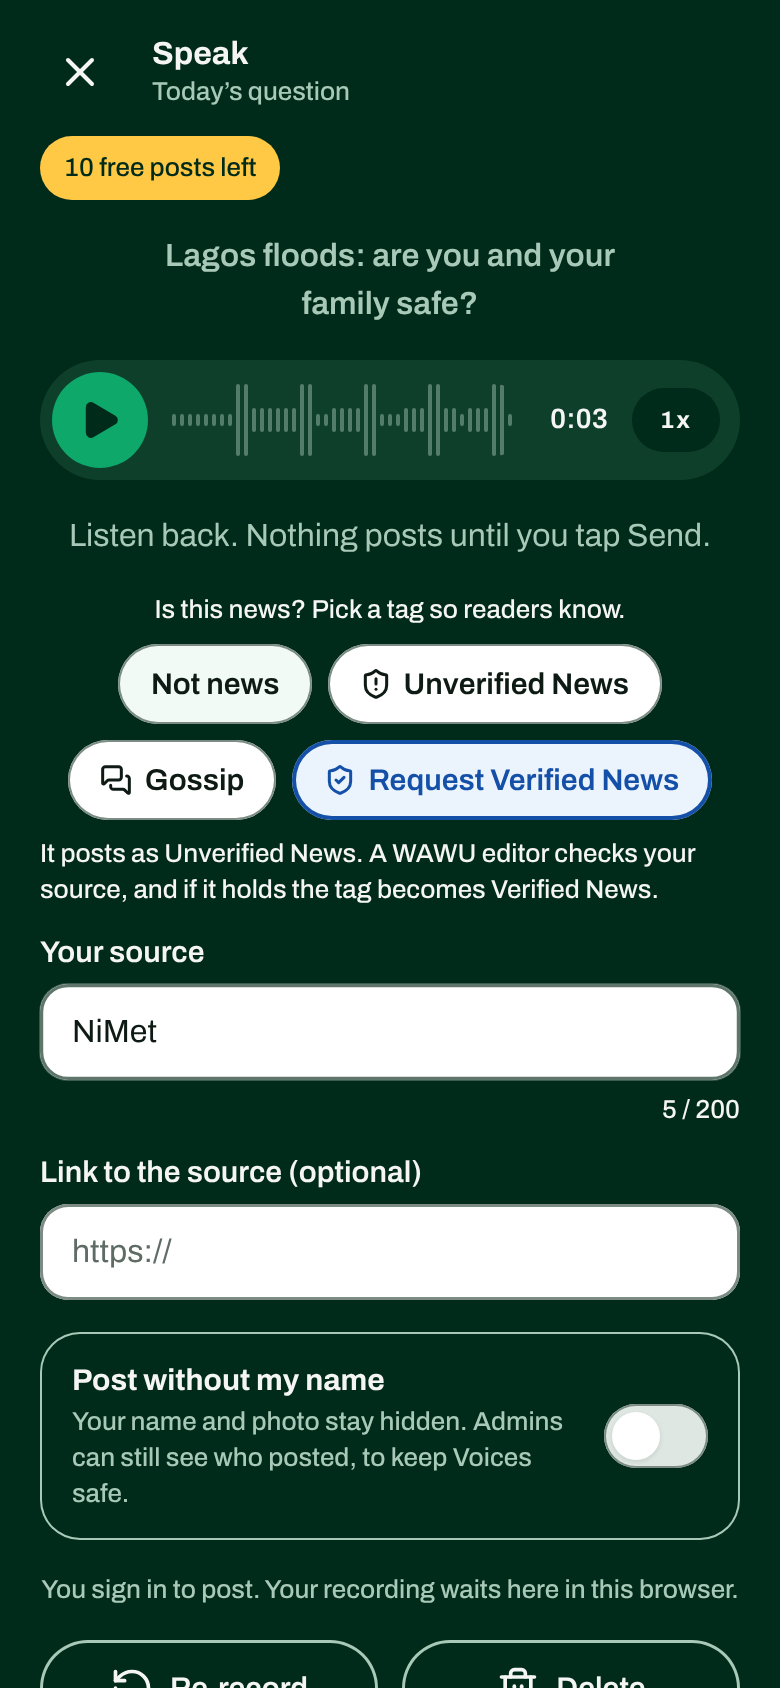 Speak
Today’s question
10 free posts left
Lagos floods: are you and your
family safe?
0:03
1x
Listen back. Nothing posts until you tap Send.
Is this news? Pick a tag so readers know.
Not news
Unverified News
Gossip
Request Verified News
It posts as Unverified News. A WAWU editor checks your
source, and if it holds the tag becomes Verified News.
Your source
NiMet
5 / 200
Link to the source (optional)
https://
Post without my name
Your name and photo stay hidden. Admins
can still see who posted, to keep Voices
safe.
You sign in to post. Your recording waits here in this browser.
Re-record
Delete